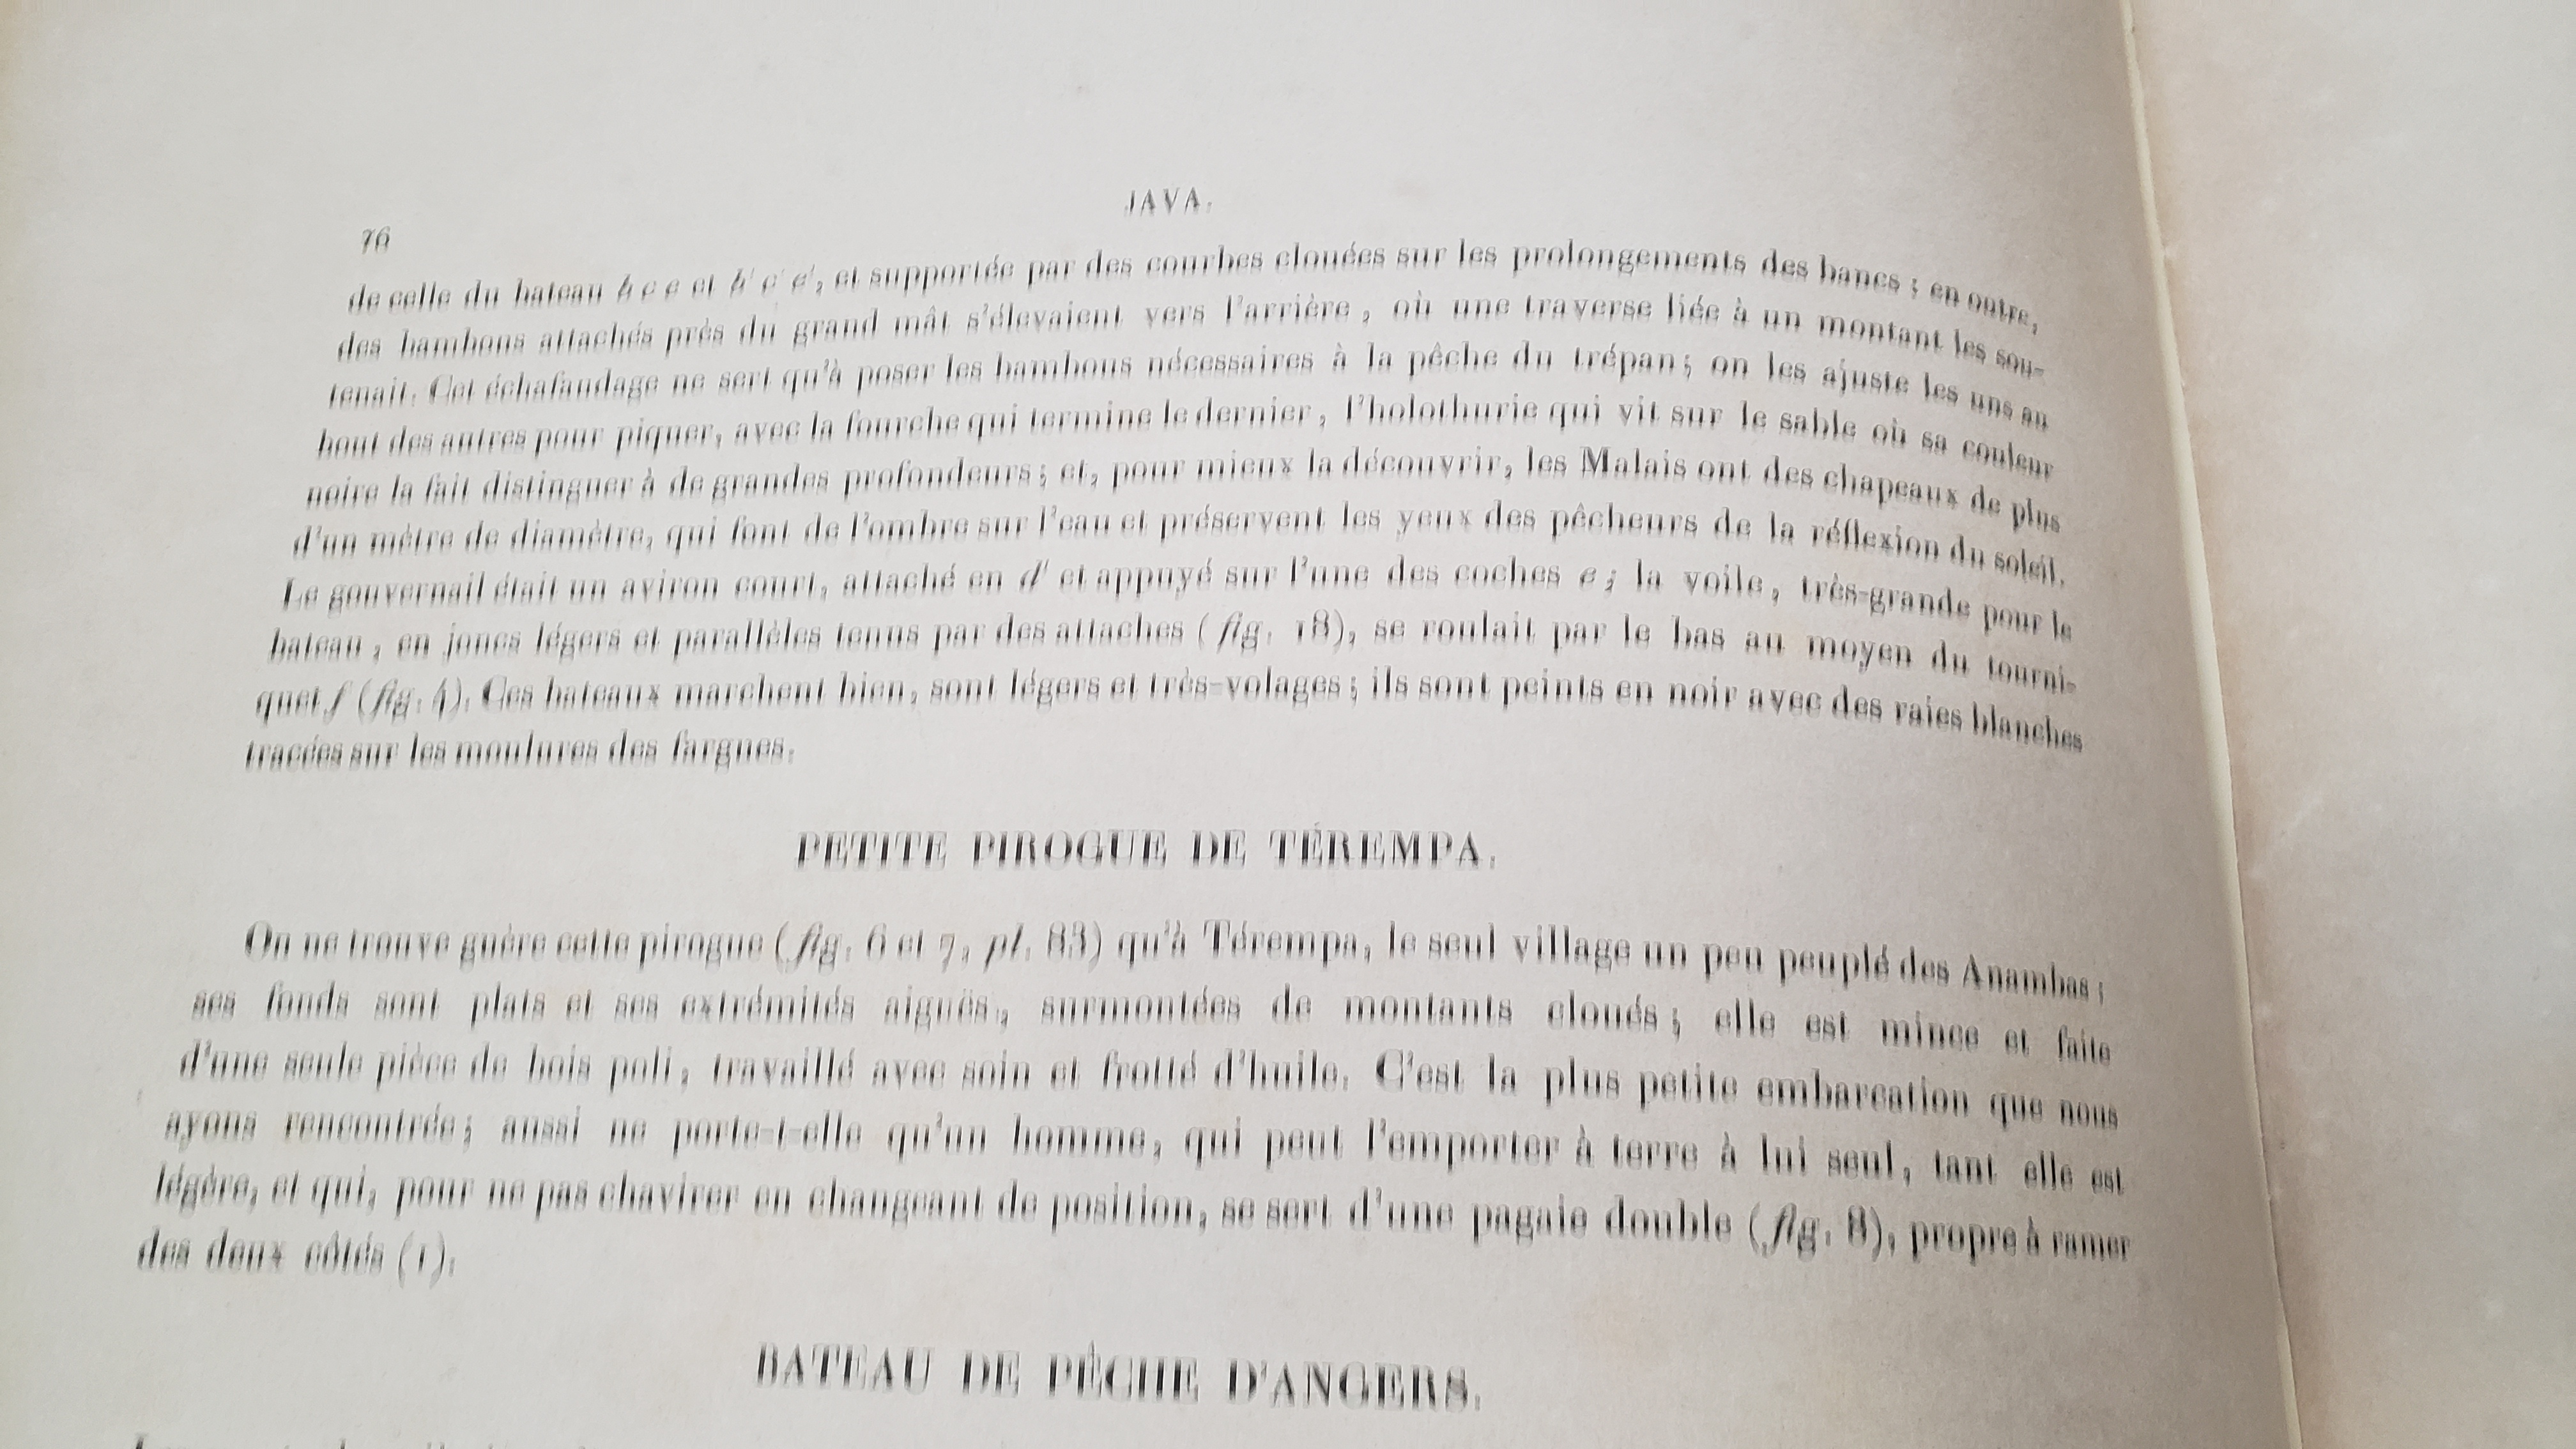 76
JAVA.
de celle du bateau b c e et b' c' e', et supportée par des courbes clouées sur les prolongements des bancs ; en outre,
des bambous attachés près du grand mât s'élevaient vers l'arrière, où une traverse liée à un montant les sou-
tenait. Cet échafaudage ne sert qu'à poser les bambous nécessaires à la pêche du trépan ; on les ajuste les uns au
bout des autres pour piquer, avec la fourche qui termine le dernier, l'holothurie qui vit sur le sable où sa couleur
noire la fait distinguer à de grandes profondeurs ; et, pour mieux la découvrir, les Malais ont des chapeaux de plus
d'un mètre de diamètre, qui font de l'ombre sur l'eau et préservent les yeux des pêcheurs de la réflexion du soleil.
Le gouvernail était un aviron court, attaché en d' et appuyé sur l'une des coches e ; la voile, très-grande pour le
bateau, en joncs légers et parallèles tenus par des attaches (fig. 18), se roulait par le bas au moyen du tourni-
quet f (fig. 4). Ces bateaux marchent bien, sont légers et très-volages ; ils sont peints en noir avec des raies blanches
tracées sur les moulures des fargues.
PETITE PIROGUE DE TÉREMPA.
On ne trouve guère cette pirogue (fig. 6 et 7, pl. 83) qu'à Térempa, le seul village un peu peuplé des Anambas ;
ses fonds sont plats et ses extrémités aiguës, surmontées de montants cloués ; elle est mince et faite
d'une seule pièce de bois poli, travaillé avec soin et frotté d'huile. C'est la plus petite embarcation que nous
ayons rencontrée ; aussi ne porte-t-elle qu'un homme, qui peut l'emporter à terre à lui seul, tant elle est
légère, et qui, pour ne pas chavirer en changeant de position, se sert d'une pagaie double (fig. 8), propre à ramer
des deux côtés (1).
BATEAU DE PÊCHE D'ANGERS.